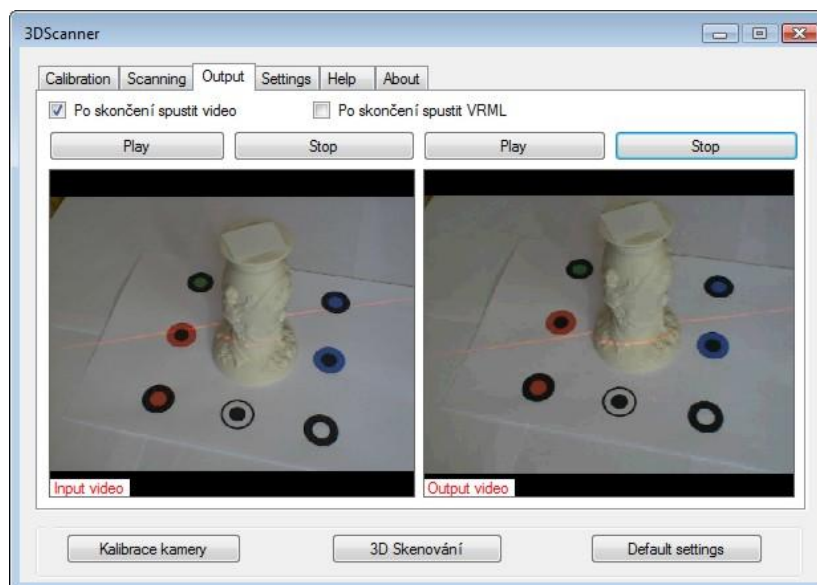 3DScanner
Calibration Scanning Output Settings Help About
Po skončení spustit video Po skončení spustit VRML
Play Stop Play Stop
Input video Output video
Kalibrace kamery 3D Skenování Default settings